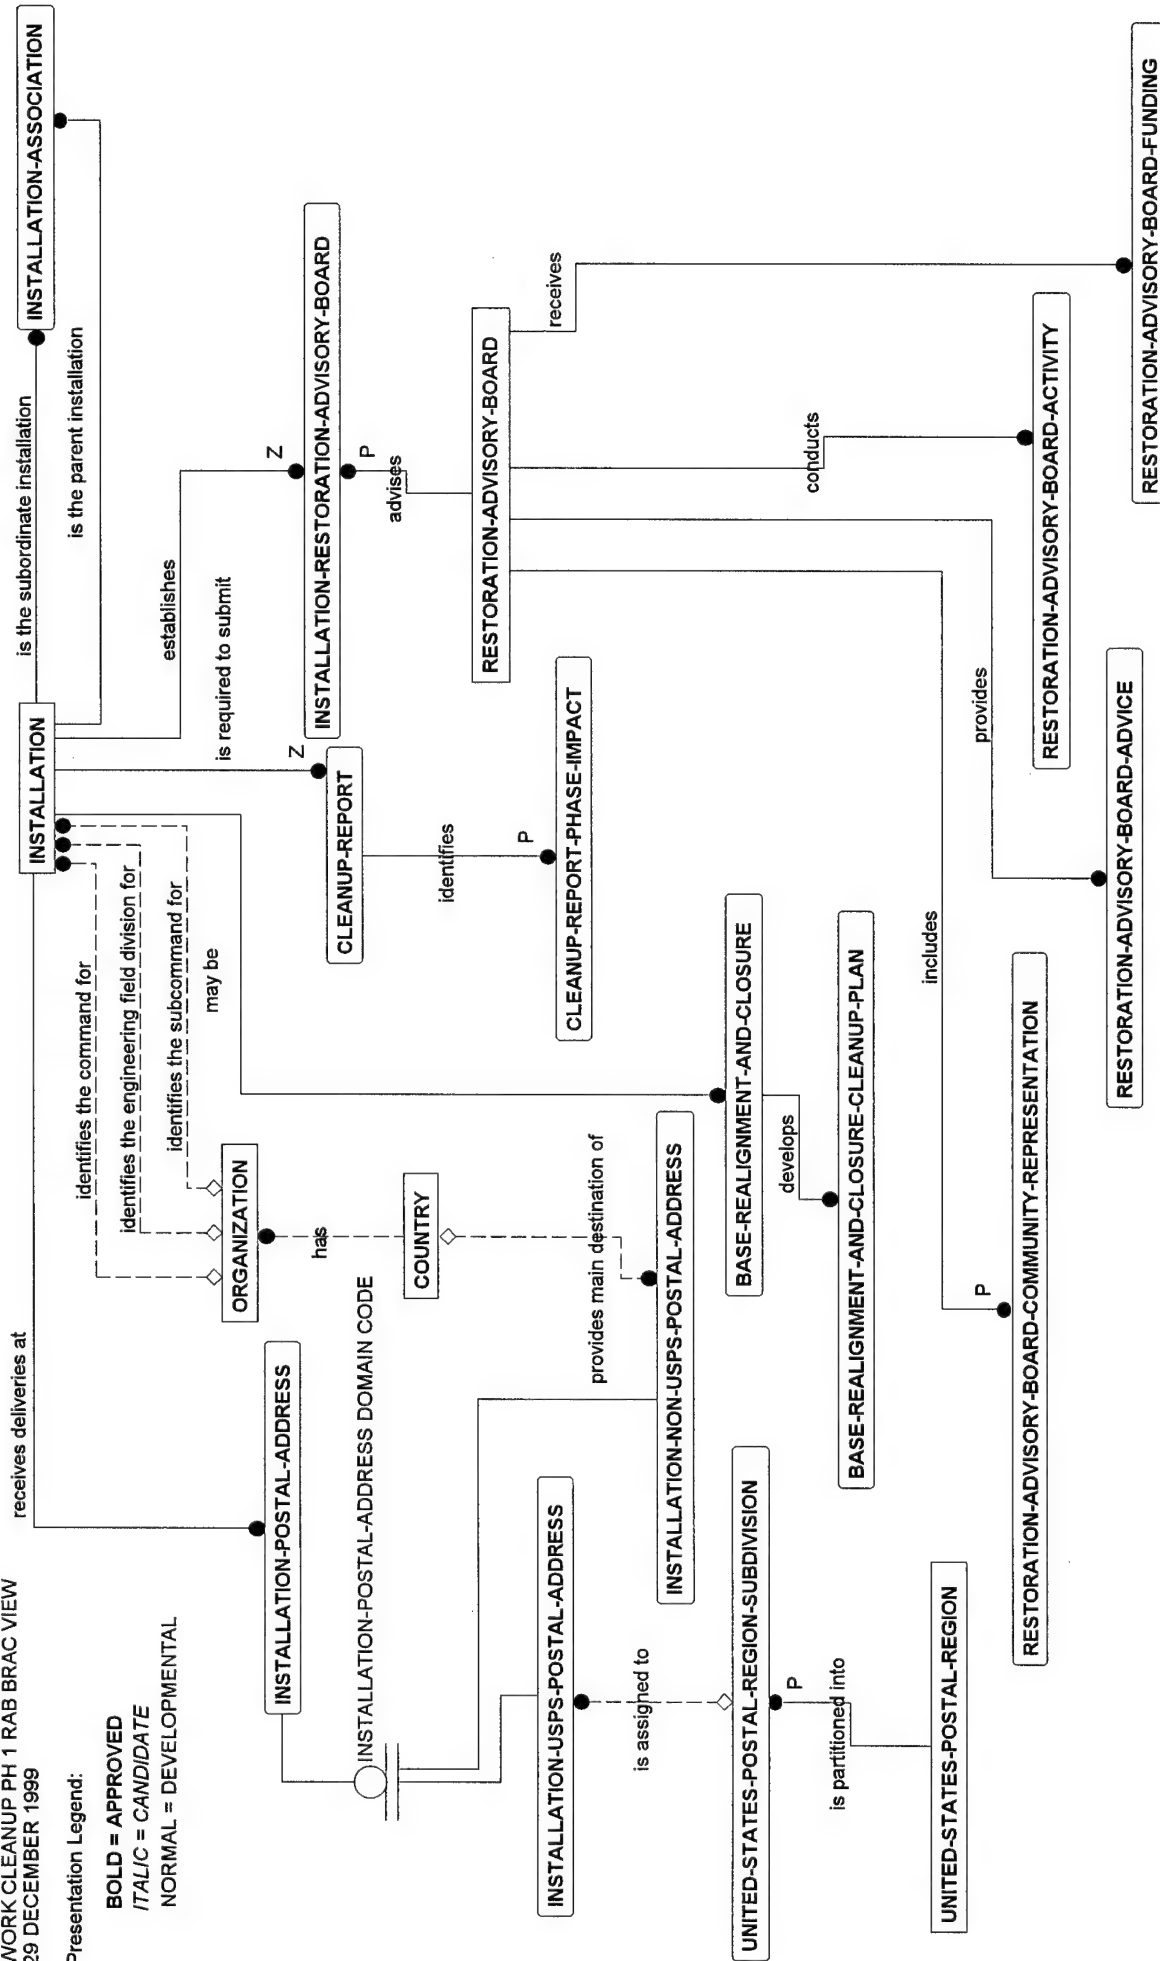 WORK CLEANUP PH 1 RAB BRAC VIEW
29 DECEMBER 1999
Presentation Legend:
BOLD = APPROVED
ITALIC = CANDIDATE
NORMAL = DEVELOPMENTAL
receives deliveries at
INSTALLATION
is the subordinate installation
INSTALLATION-ASSOCIATION
is the parent installation
identifies the command for
identifies the engineering field division for
identifies the subcommand for
may be
establishes
is required to submit
Z
Z
ORGANIZATION
INSTALLATION-POSTAL-ADDRESS
CLEANUP-REPORT
INSTALLATION-RESTORATION-ADVISORY-BOARD
has
P
advises
INSTALLATION-POSTAL-ADDRESS DOMAIN CODE
COUNTRY
identifies
RESTORATION-ADVISORY-BOARD
P
receives
INSTALLATION-USPS-POSTAL-ADDRESS
provides main destination of
CLEANUP-REPORT-PHASE-IMPACT
is assigned to
INSTALLATION-NON-USPS-POSTAL-ADDRESS
BASE-REALIGNMENT-AND-CLOSURE
UNITED-STATES-POSTAL-REGION-SUBDIVISION
develops
conducts
P
is partitioned into
BASE-REALIGNMENT-AND-CLOSURE-CLEANUP-PLAN
includes
provides
UNITED-STATES-POSTAL-REGION
P
RESTORATION-ADVISORY-BOARD-COMMUNITY-REPRESENTATION
RESTORATION-ADVISORY-BOARD-ACTIVITY
RESTORATION-ADVISORY-BOARD-ADVICE
RESTORATION-ADVISORY-BOARD-FUNDING